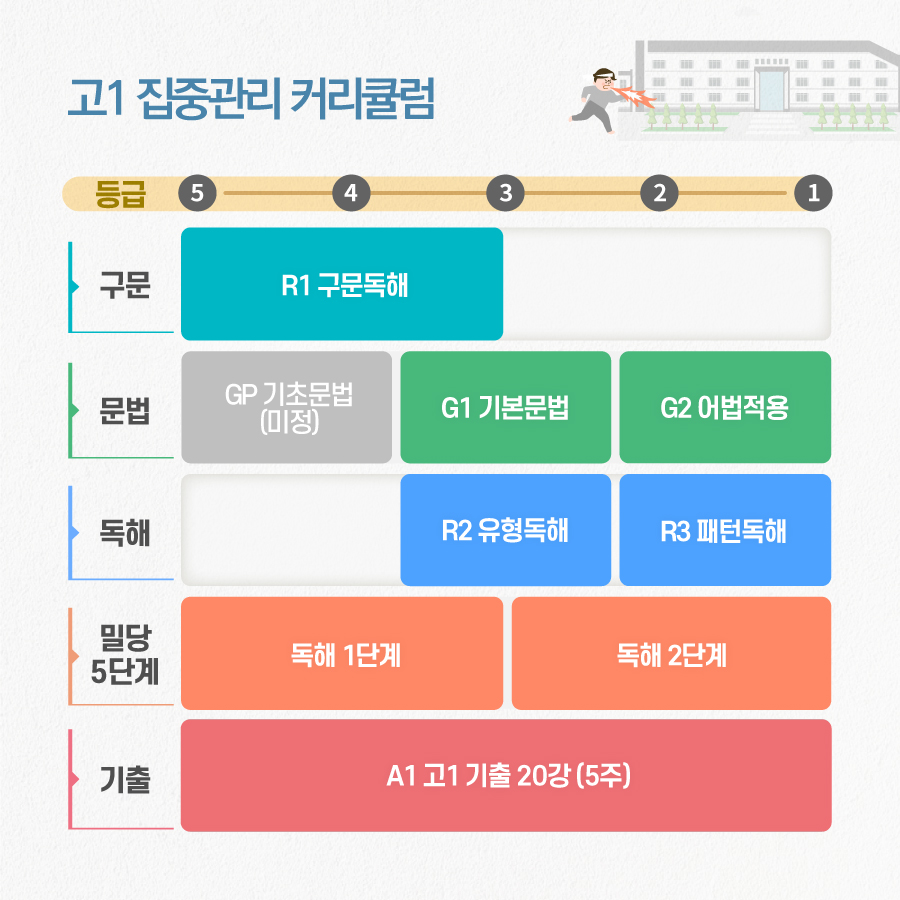 고1 집중관리 커리큘럼
등급 5 4 3 2 1
구문 R1 구문독해
문법 GP 기초문법
(미정)
G1 기본문법 G2 어법적용
독해 R2 유형독해 R3 패턴독해
밀당
5단계
독해 1단계 독해 2단계
기출 A1 고1 기출 20강 (5주)